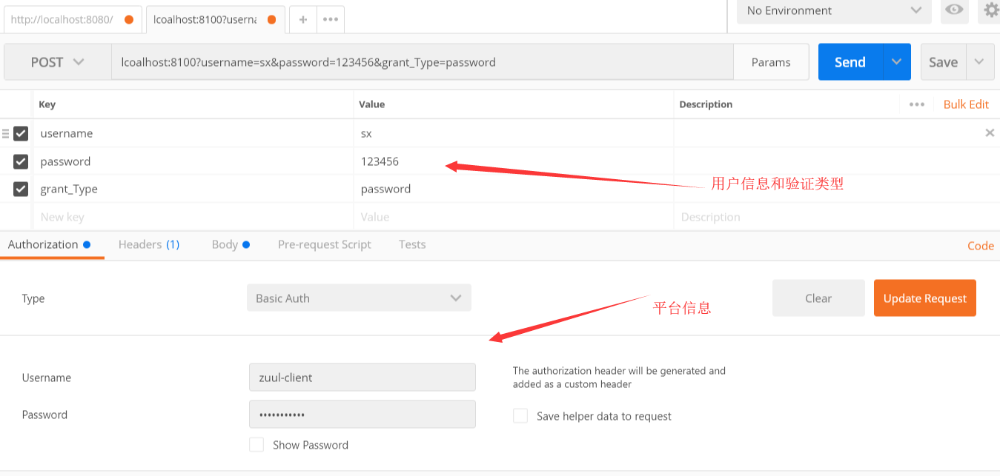 http://localhost:8080/ lcoalhost:8100?userna No Environment
POST lcoalhost:8100?username=sx&password=123456&grant_Type=password Params Send Save
Key Value Description Bulk Edit
username sx
password 123456
用户信息和验证类型
grant_Type password
New key Value Description
Authorization Headers (1) Body Pre-request Script Tests Code
Type Basic Auth Clear Update Request
平台信息
Username zuul-client The authorization header will be generated and
added as a custom header
Password ••••••••••• Save helper data to request
Show Password